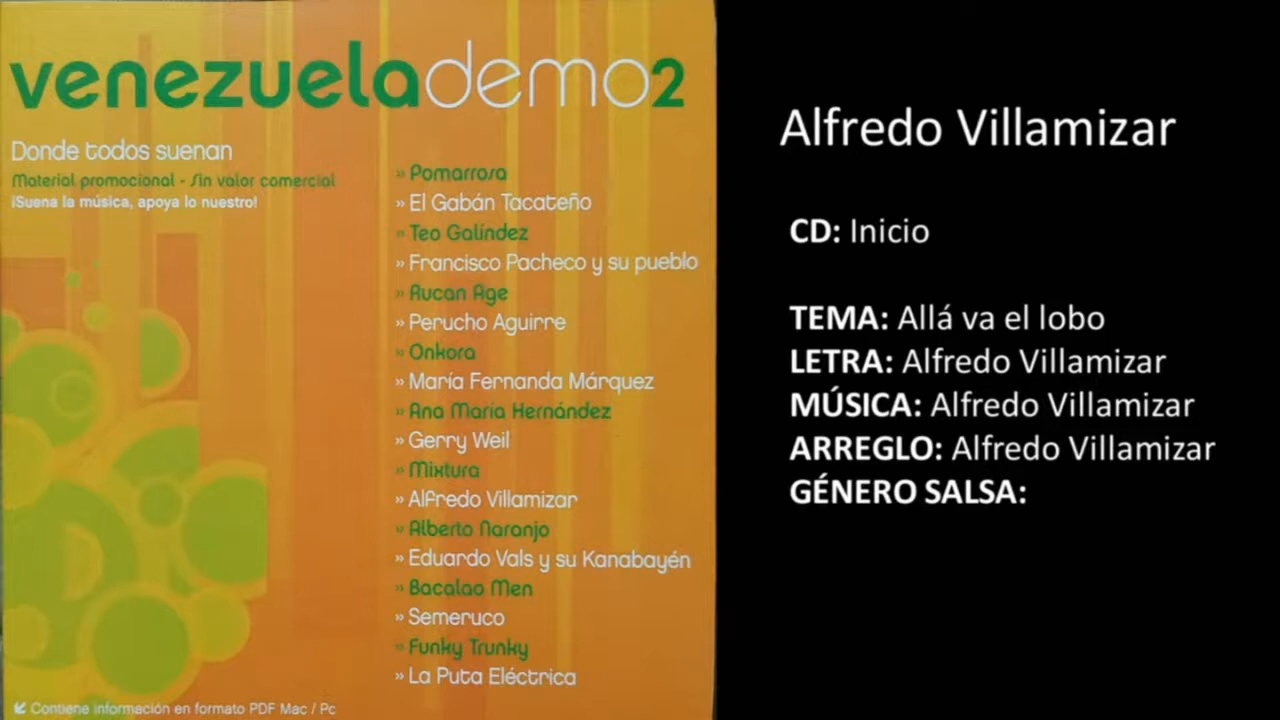 venezuelademo2
Donde todos suenan
Material promocional - Sin valor comercial
¡Suena la música, apoya lo nuestro!
» Pomarrosa
» El Gabán Tacateño
» Teo Galíndez
» Francisco Pacheco y su pueblo
» Rucan Age
» Perucho Aguirre
» Onkora
» María Fernanda Márquez
» Ana María Hernández
» Gerry Weil
» Mixtura
» Alfredo Villamizar
» Alberto Naranjo
» Eduardo Vals y su Kanabayén
» Bacalao Men
» Semeruco
» Funky Trunky
» La Puta Eléctrica
Contiene información en formato PDF Mac / Pc
Alfredo Villamizar
CD: Inicio
TEMA: Allá va el lobo
LETRA: Alfredo Villamizar
MÚSICA: Alfredo Villamizar
ARREGLO: Alfredo Villamizar
GÉNERO SALSA: